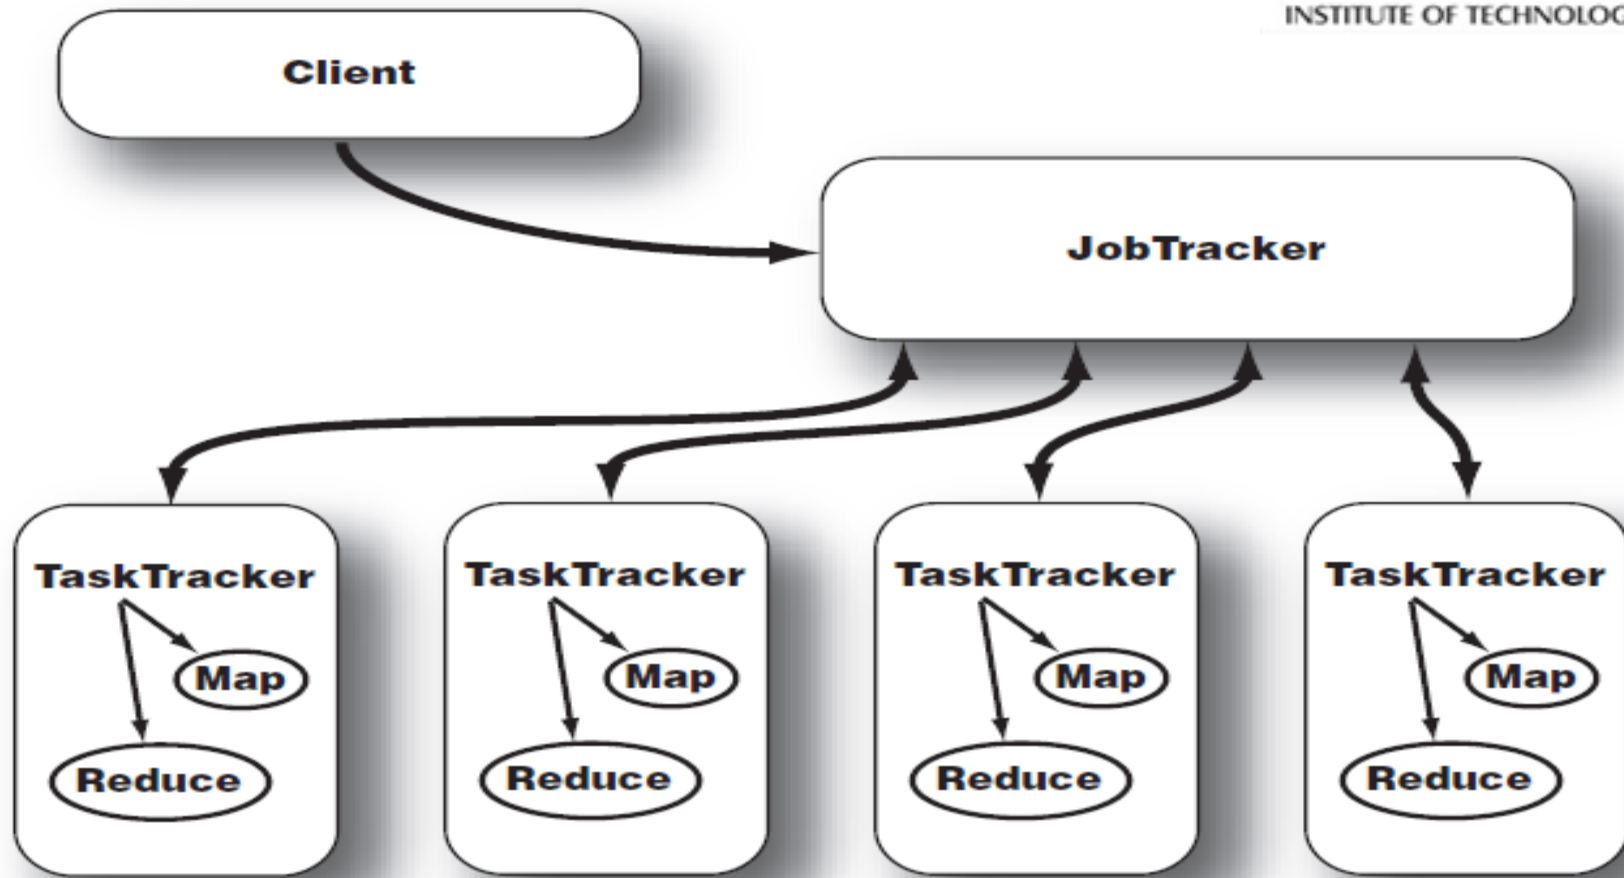 INSTITUTE OF TECHNOLOG
Client
JobTracker
TaskTracker
Map
Reduce
TaskTracker
Map
Reduce
TaskTracker
Map
Reduce
TaskTracker
Map
Reduce